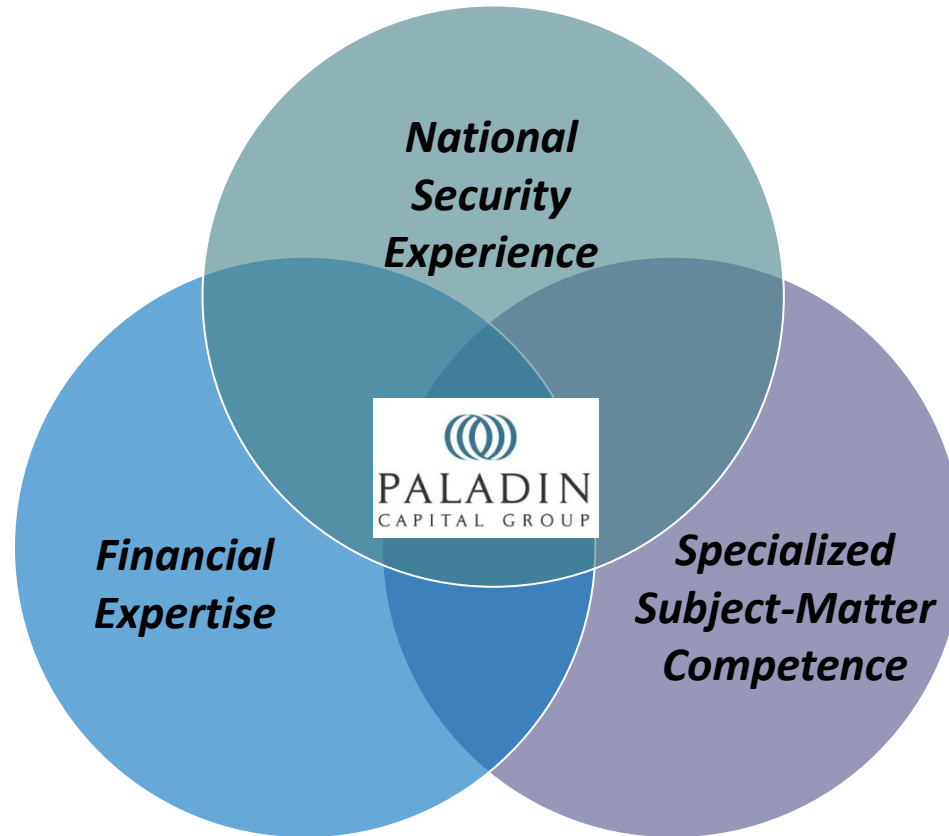 National
Security
Experience
PALADIN
CAPITAL GROUP
Financial
Expertise
Specialized
Subject-Matter
Competence